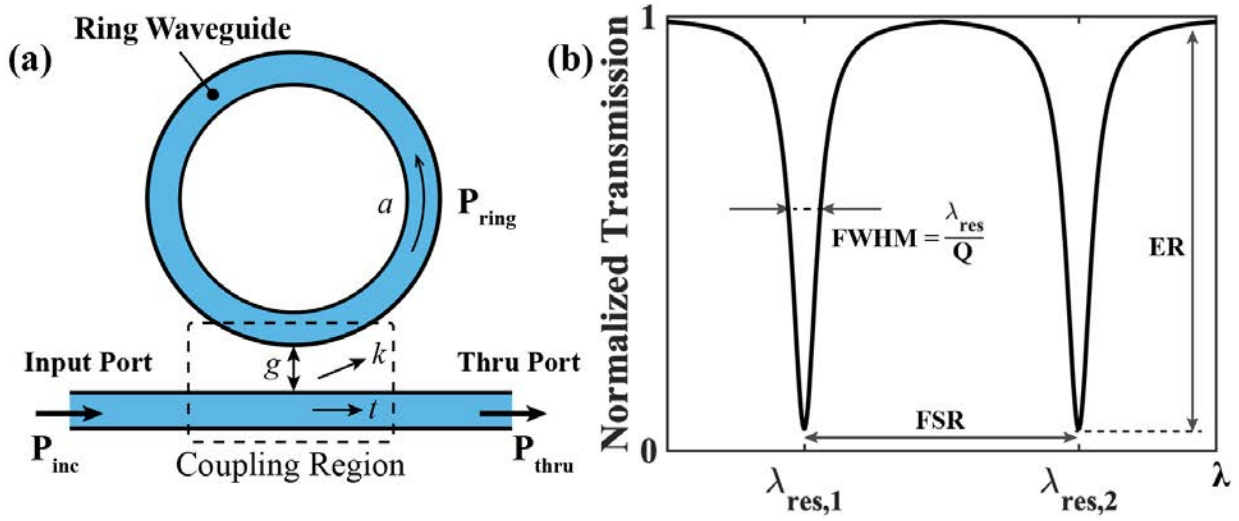 (a)
Ring Waveguide
a
P_ring
g
k
Input Port
Thru Port
t
P_inc
P_thru
Coupling Region
(b)
Normalized Transmission
1
0
FWHM = λ_res / Q
ER
FSR
λ_res,1
λ_res,2
λ